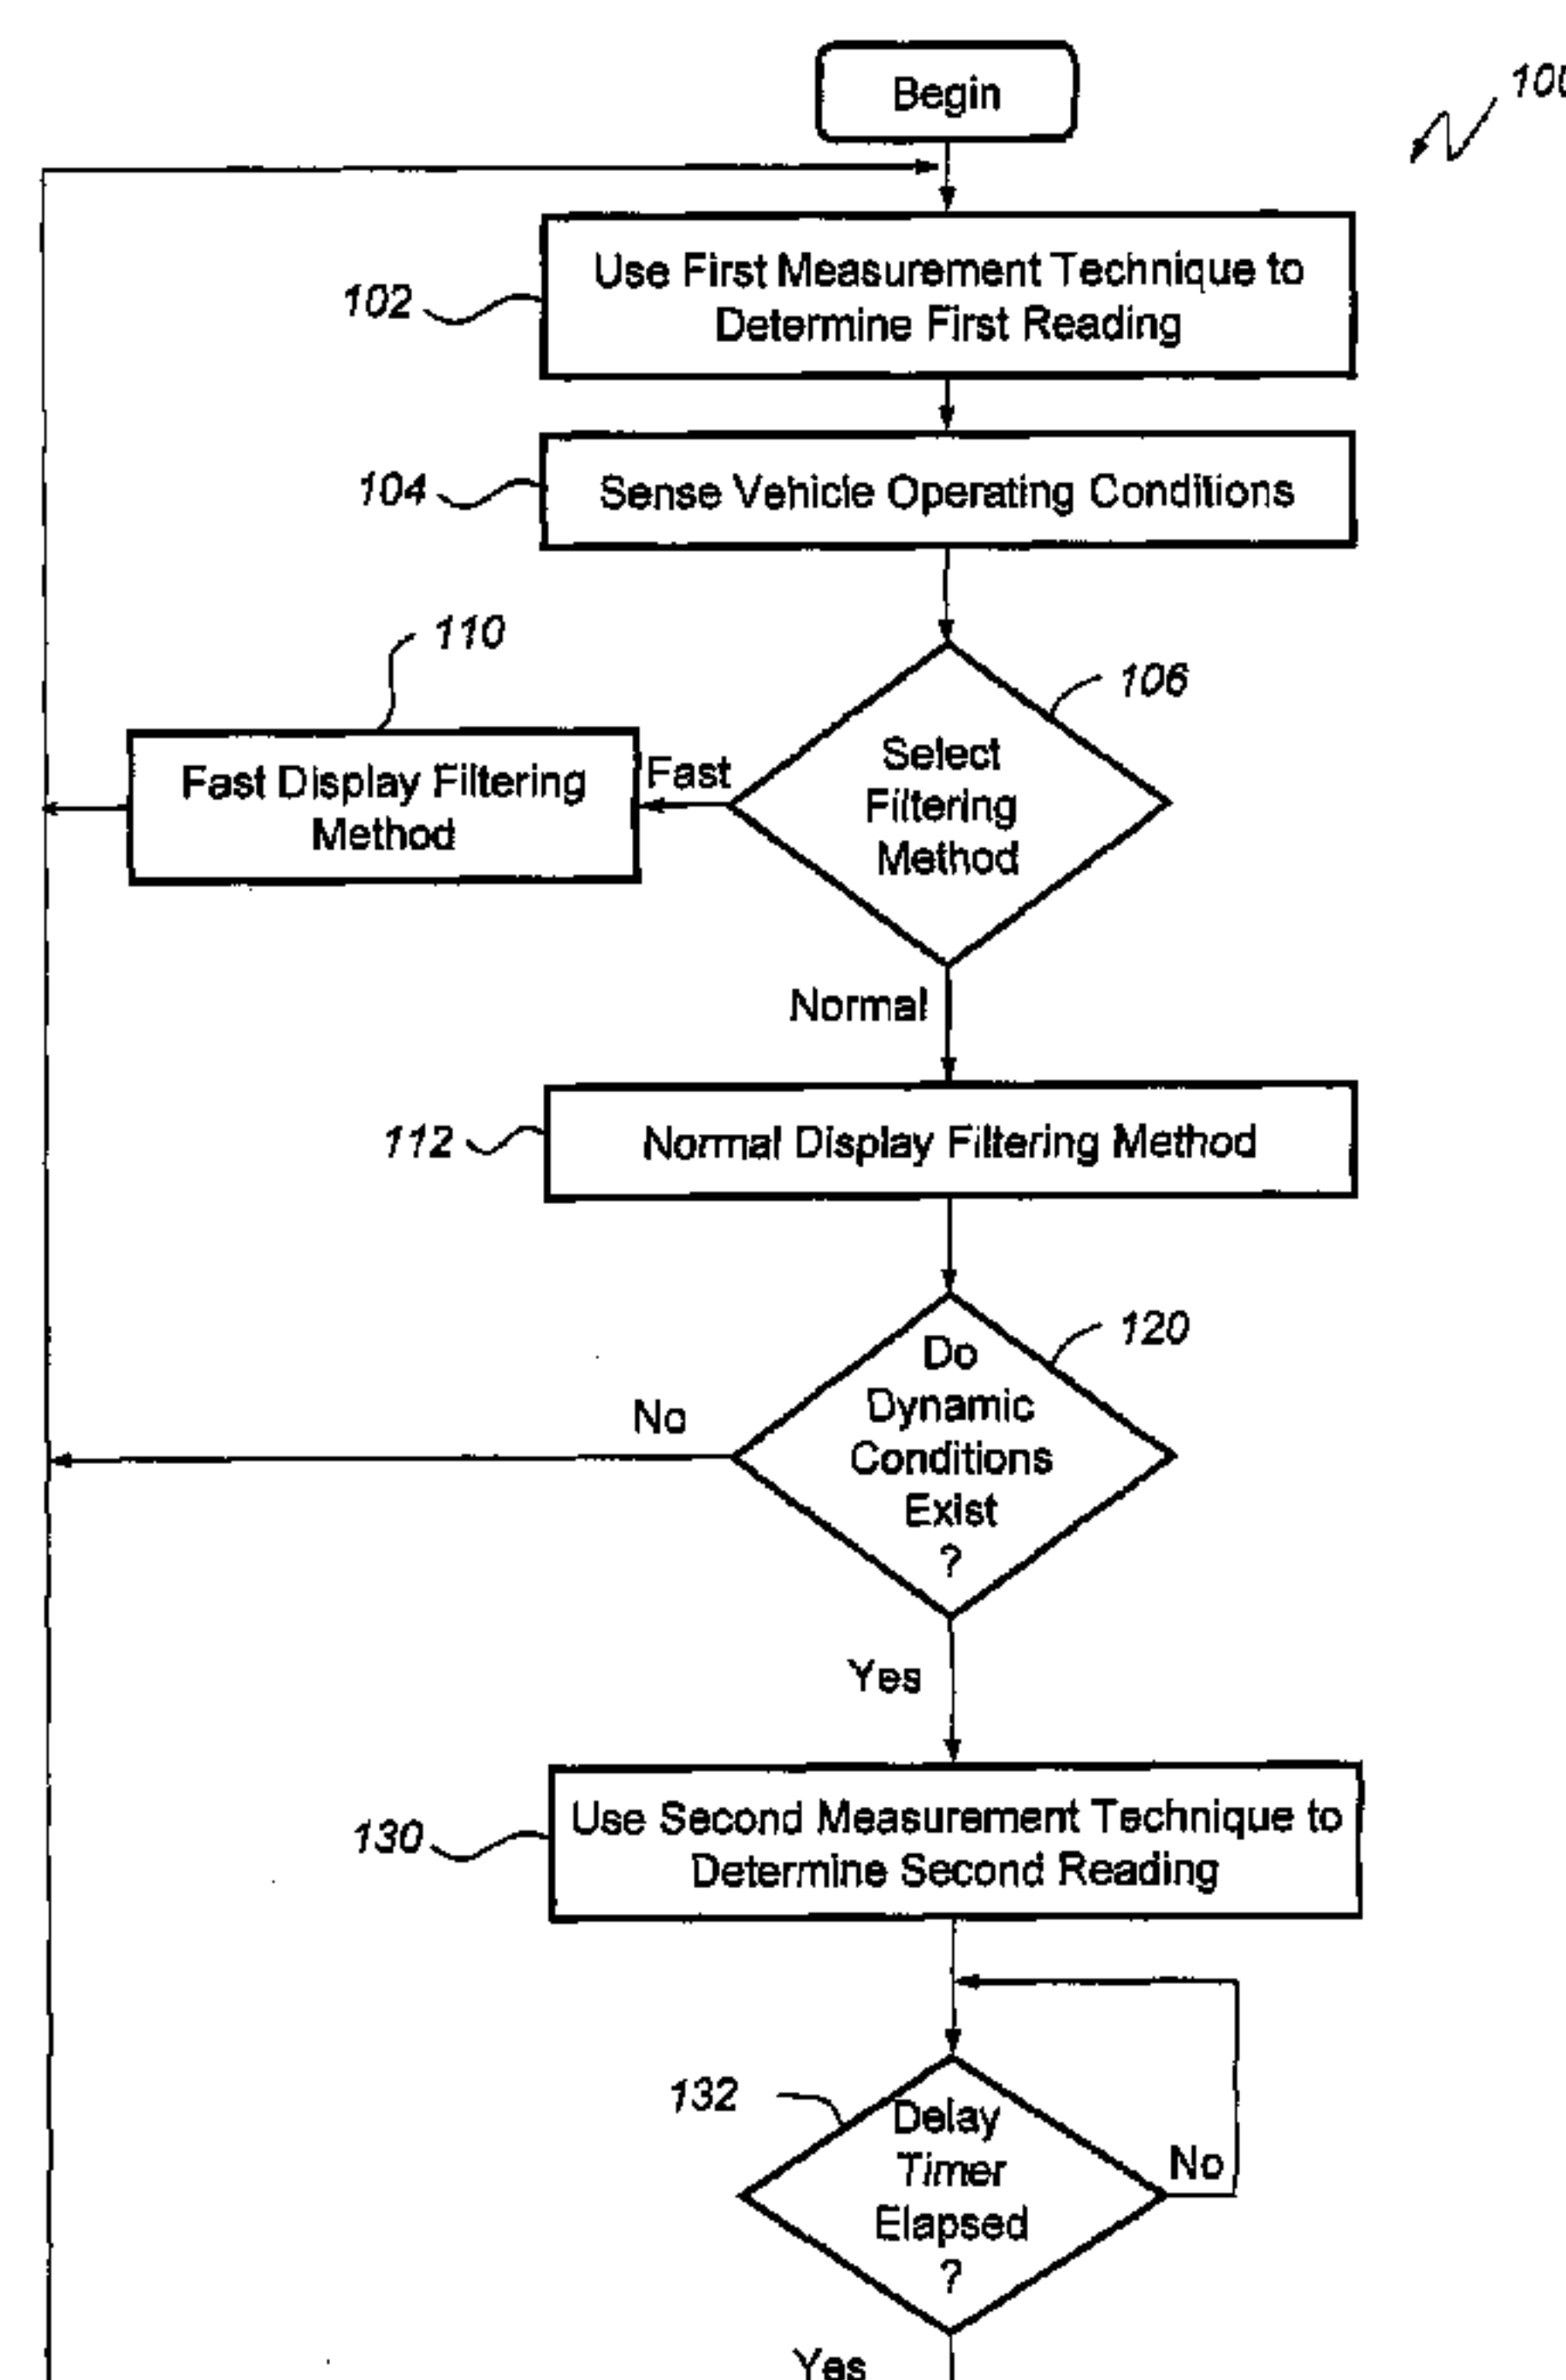 Begin
100
Use First Measurement Technique to
Determine First Reading
102
Sense Vehicle Operating Conditions
104
110
106
Select
Filtering
Method
Fast
Fast Display Filtering
Method
Normal
112
Normal Display Filtering Method
120
Do
Dynamic
Conditions
Exist
?
No
Yes
130
Use Second Measurement Technique to
Determine Second Reading
132
Delay
Timer
Elapsed
?
No
Yes